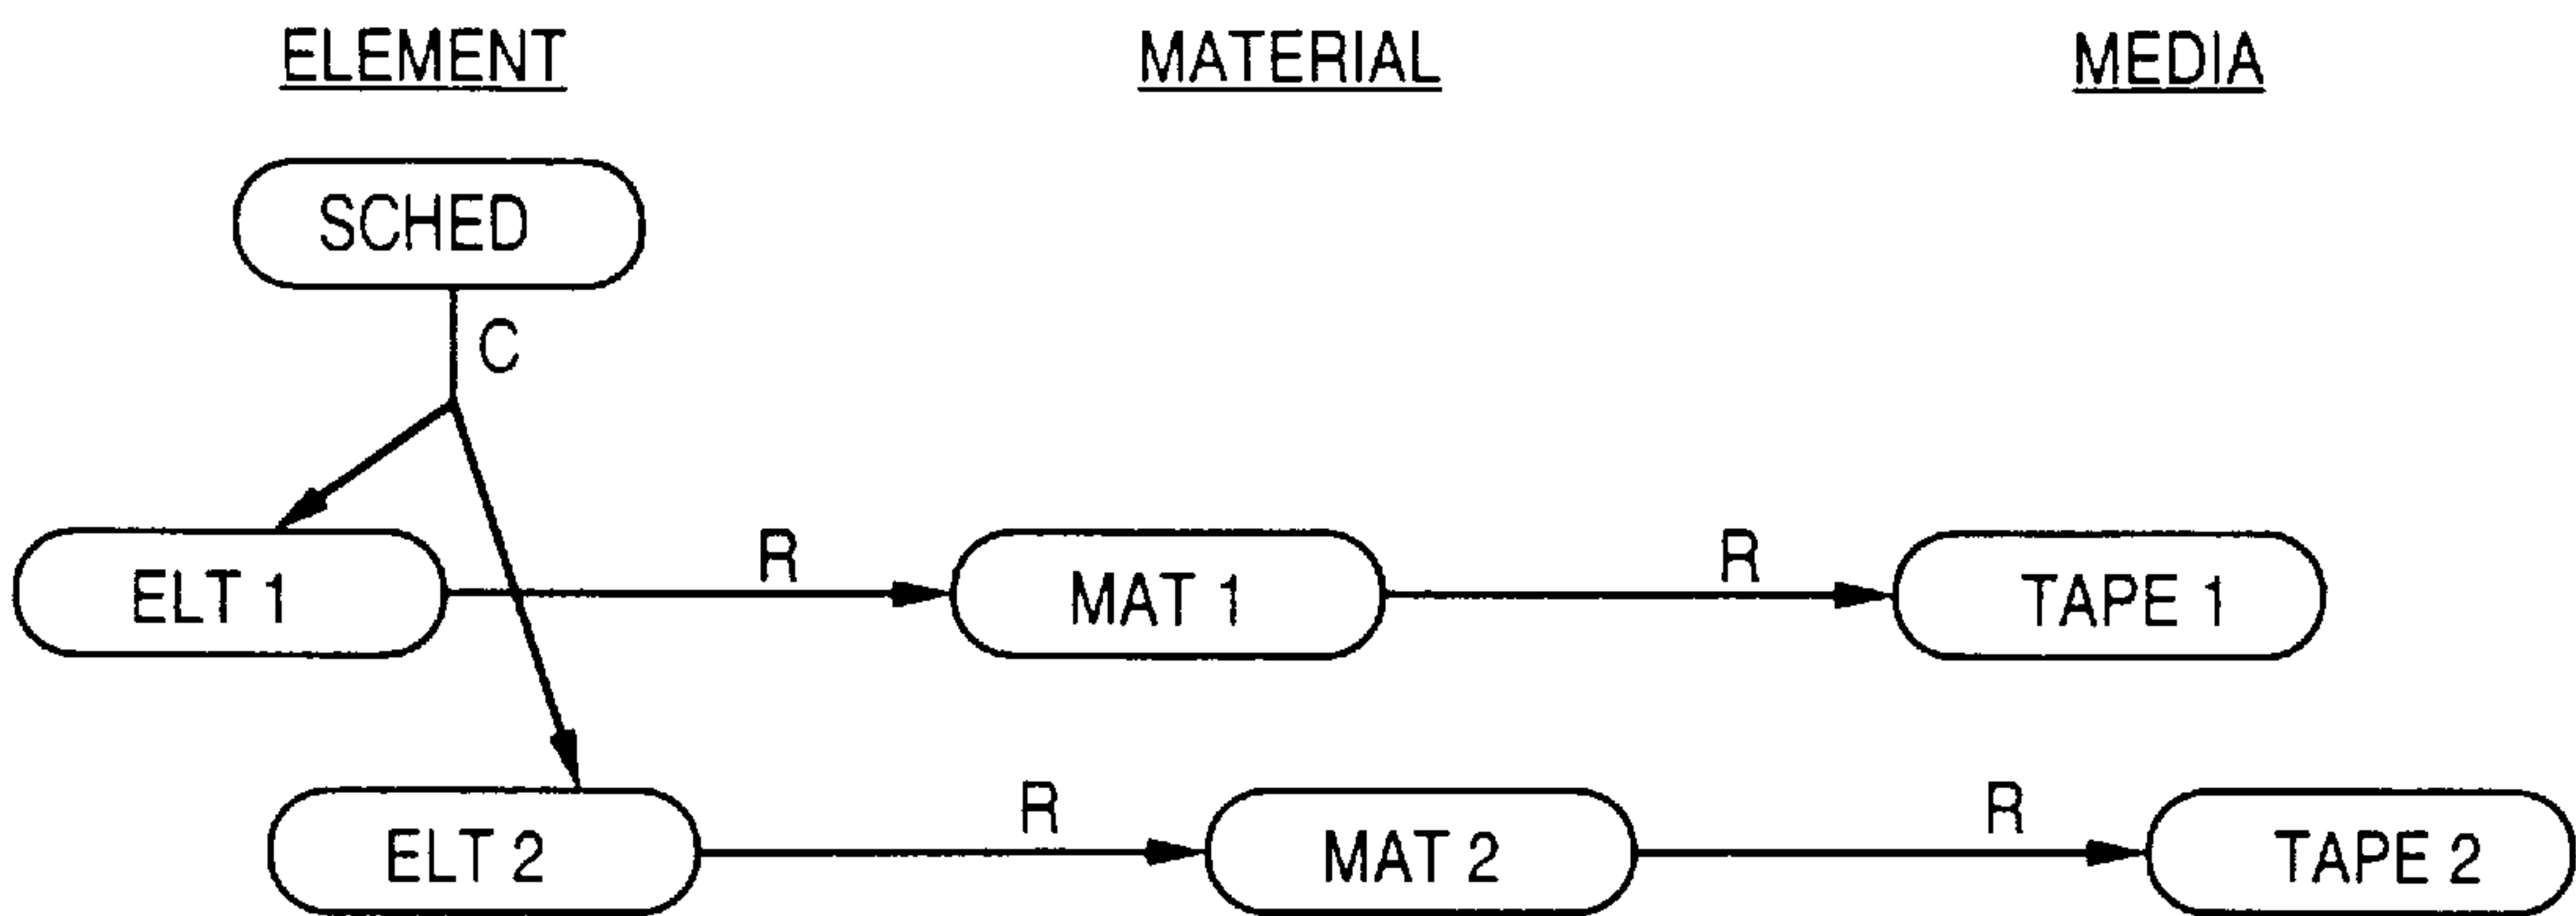 ELEMENT MATERIAL MEDIA
SCHED
C
R R
ELT 1 MAT 1 TAPE 1
R R
ELT 2 MAT 2 TAPE 2